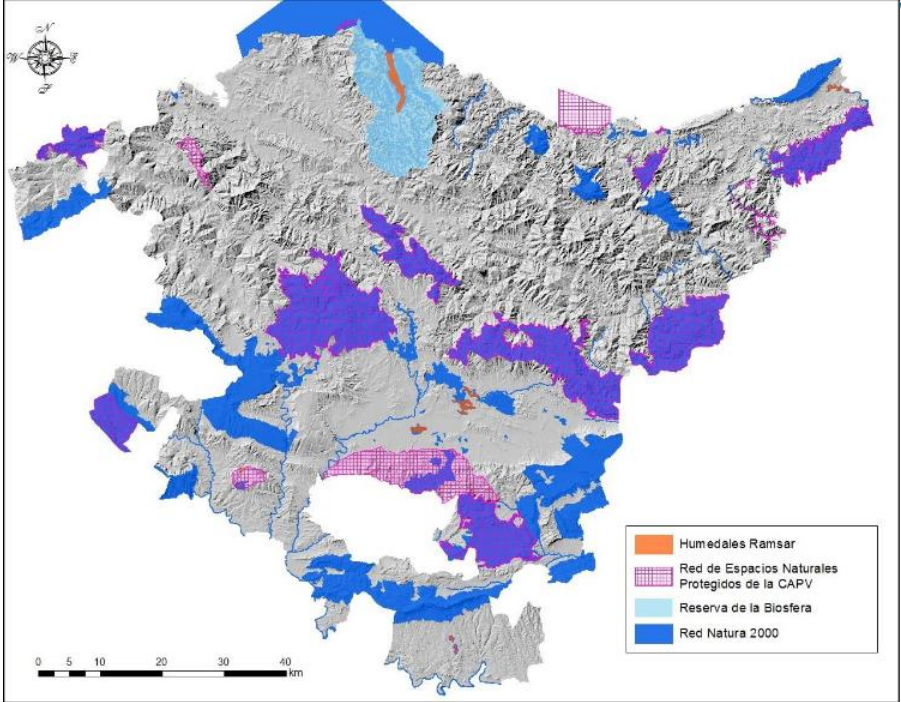 N
W
E
Humedales Ramsar
Red de Espacios Naturales
Protegidos de la CAPV
Reserva de la Biosfera
Red Natura 2000
0 5 10 20 30 40
km